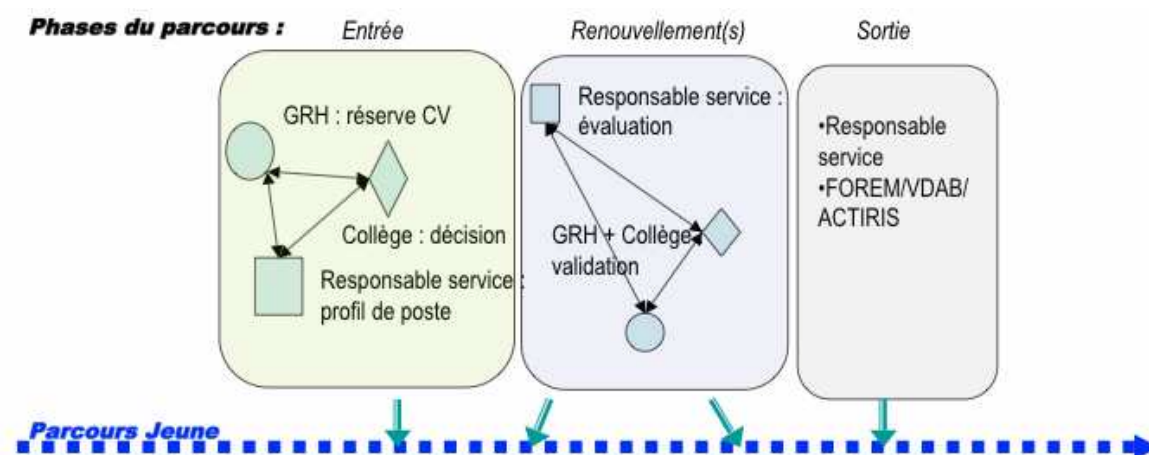 Phases du parcours :
Entrée
Renouvellement(s)
Sortie
GRH : réserve CV
Collège : décision
Responsable service :
profil de poste
Responsable service :
évaluation
GRH + Collège
validation
•Responsable
service
•FOREM/VDAB/
ACTIRIS
Parcours Jeune